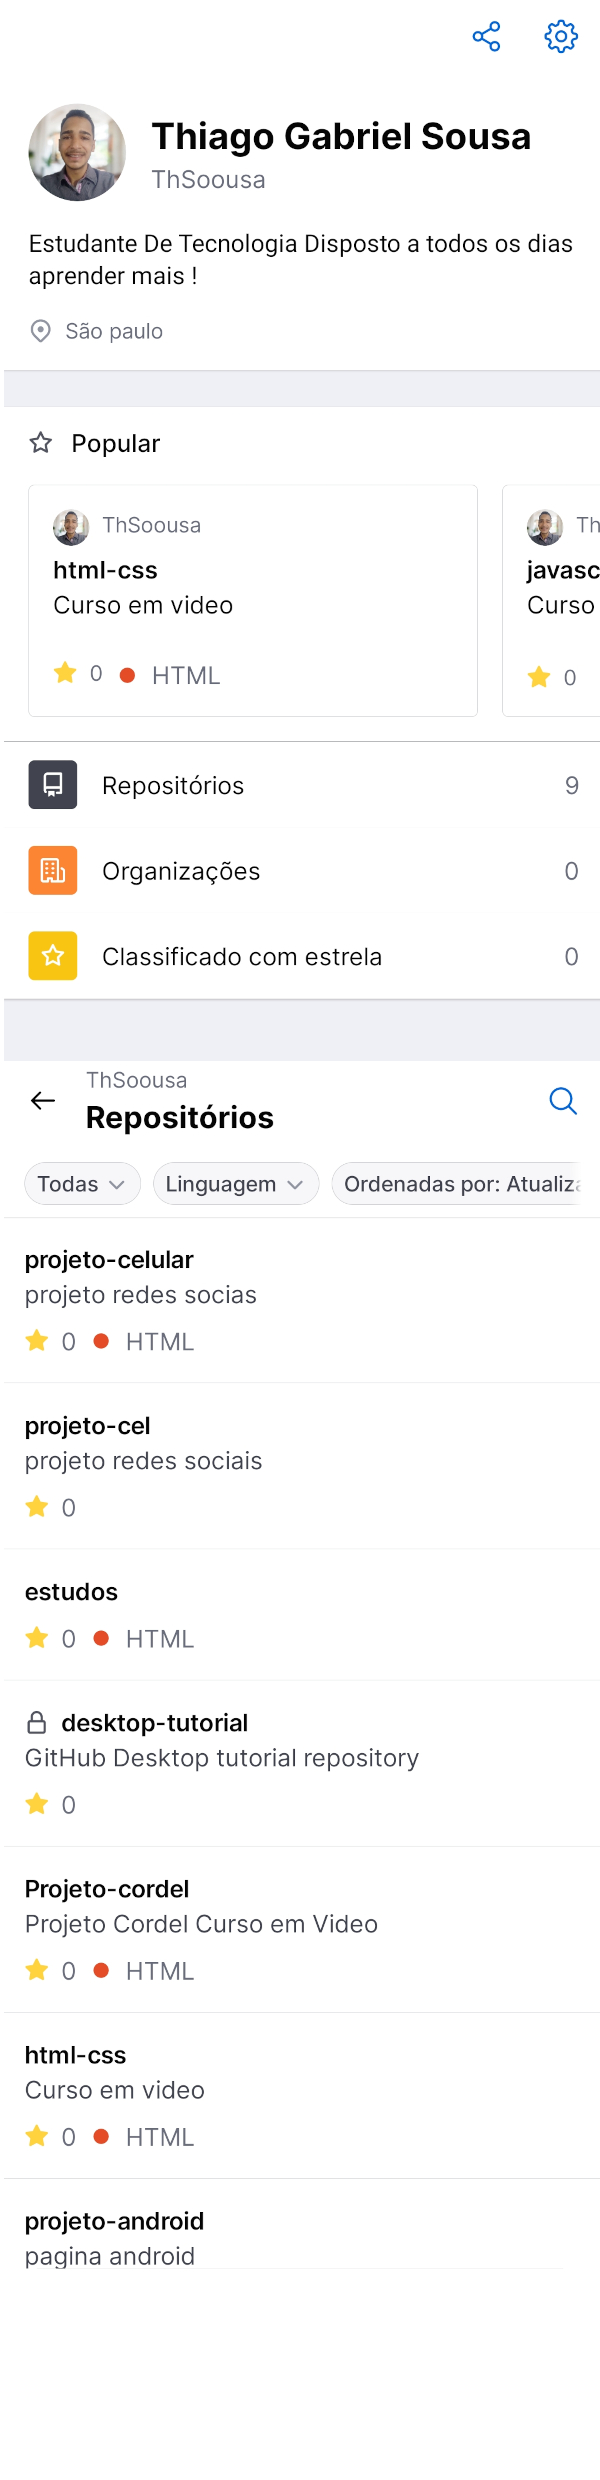 Thiago Gabriel Sousa
ThSoousa
Estudante De Tecnologia Disposto a todos os dias
aprender mais !
São paulo
Popular
ThSoousa
html-css
Curso em video
0 HTML
Th
javasc
Curso
0
Repositórios 9
Organizações 0
Classificado com estrela 0
ThSoousa
Repositórios
Todas Linguagem Ordenadas por: Atualiza
projeto-celular
projeto redes socias
0 HTML
projeto-cel
projeto redes sociais
0
estudos
0 HTML
desktop-tutorial
GitHub Desktop tutorial repository
0
Projeto-cordel
Projeto Cordel Curso em Video
0 HTML
html-css
Curso em video
0 HTML
projeto-android
pagina android